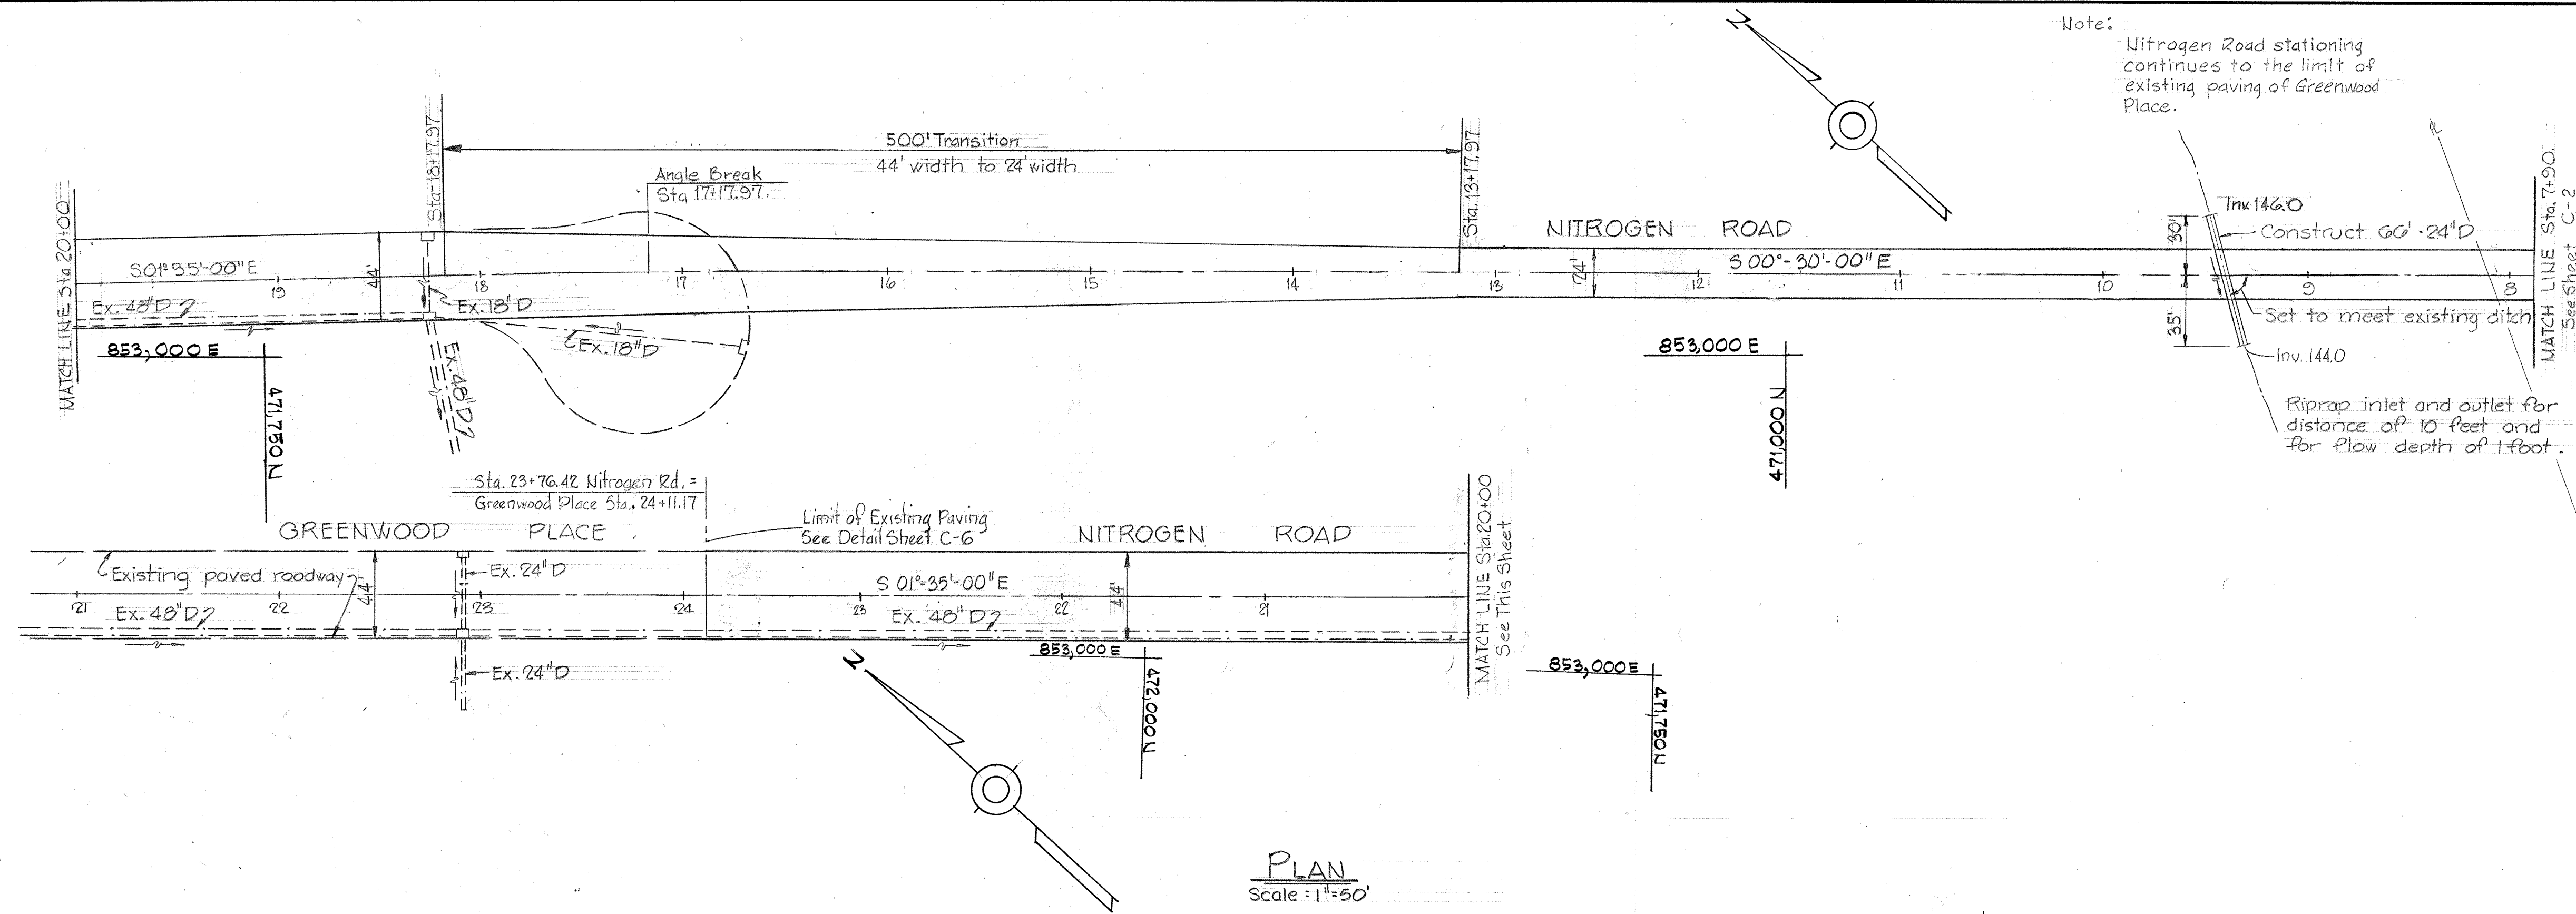 Note:
Nitrogen Road stationing
continues to the limit of
existing paving of Greenwood
Place.
N
500' Transition
44' width to 24' width
Angle Break
Sta 17+17.97.
Sta. 18+17.97
Sta. 13+17.97
MATCH LINE Sta 20+00
MATCH LINE Sta. 7+90.
See Sheet C-2
NITROGEN ROAD
S01°35'-00"E
S 00°-30'-00" E
44'
24'
19
18
17
16
15
14
13
12
11
10
9
8
Ex. 48"D
Ex. 18"D
Ex. 18"D
Ex. 48"D
Inv. 146.0
30'
35'
Construct 66' - 24"D
Set to meet existing ditch
Inv. 144.0
Riprap inlet and outlet for
distance of 10 feet and
for flow depth of 1 foot.
853,000 E
471,750 N
853,000 E
471,000 N
Sta. 23+76.42 Nitrogen Rd. =
Greenwood Place Sta. 24+11.17
Limit of Existing Paving
See Detail Sheet C-6
GREENWOOD PLACE
NITROGEN ROAD
Existing paved roadway
44'
Ex. 24"D
S 01°-35'-00" E
44'
21
22
23
24
23
22
21
Ex. 48"D
Ex. 48"D
Ex. 24"D
MATCH LINE Sta. 20+00
See This Sheet
853,000 E
472,000 N
853,000 E
471,750 N
N
PLAN
Scale : 1"=50'